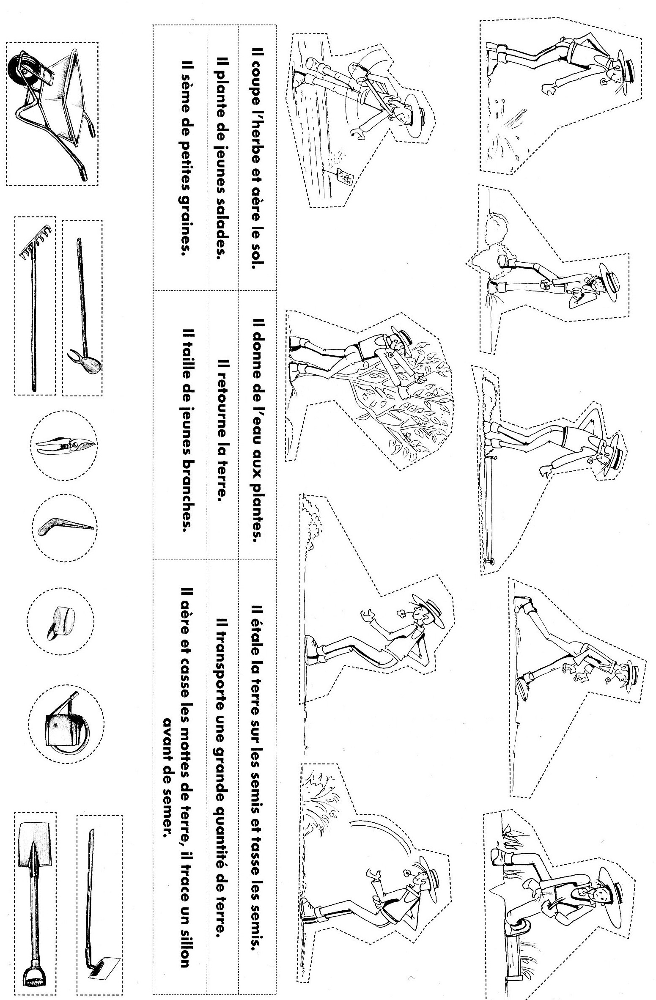 Il coupe l'herbe et aère le sol.
Il donne de l'eau aux plantes.
Il étale la terre sur les semis et tasse les semis.
Il plante de jeunes salades.
Il retourne la terre.
Il transporte une grande quantité de terre.
Il sème de petites graines.
Il taille de jeunes branches.
Il aère et casse les mottes de terre, il trace un sillon
avant de semer.